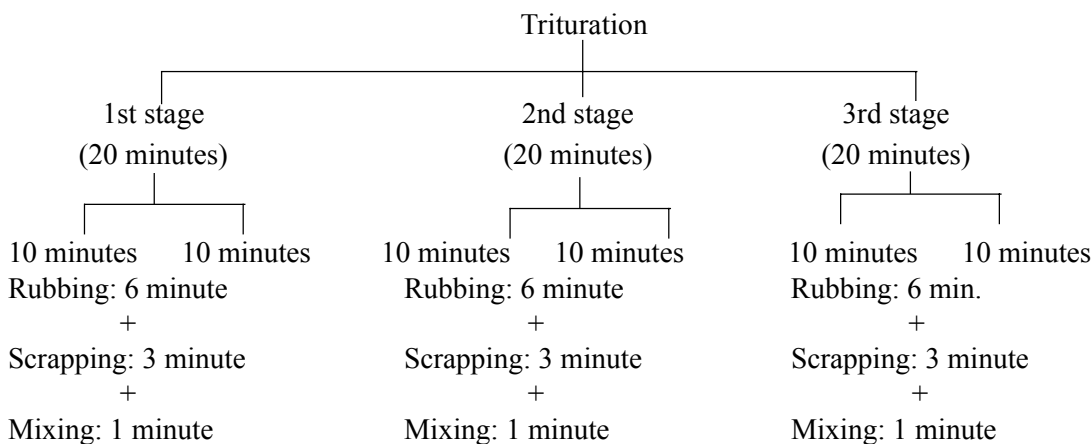 Trituration
1st stage 2nd stage 3rd stage
(20 minutes) (20 minutes) (20 minutes)
10 minutes 10 minutes 10 minutes 10 minutes 10 minutes 10 minutes
Rubbing: 6 minute Rubbing: 6 minute Rubbing: 6 min.
+ + +
Scrapping: 3 minute Scrapping: 3 minute Scrapping: 3 minute
+ + +
Mixing: 1 minute Mixing: 1 minute Mixing: 1 minute